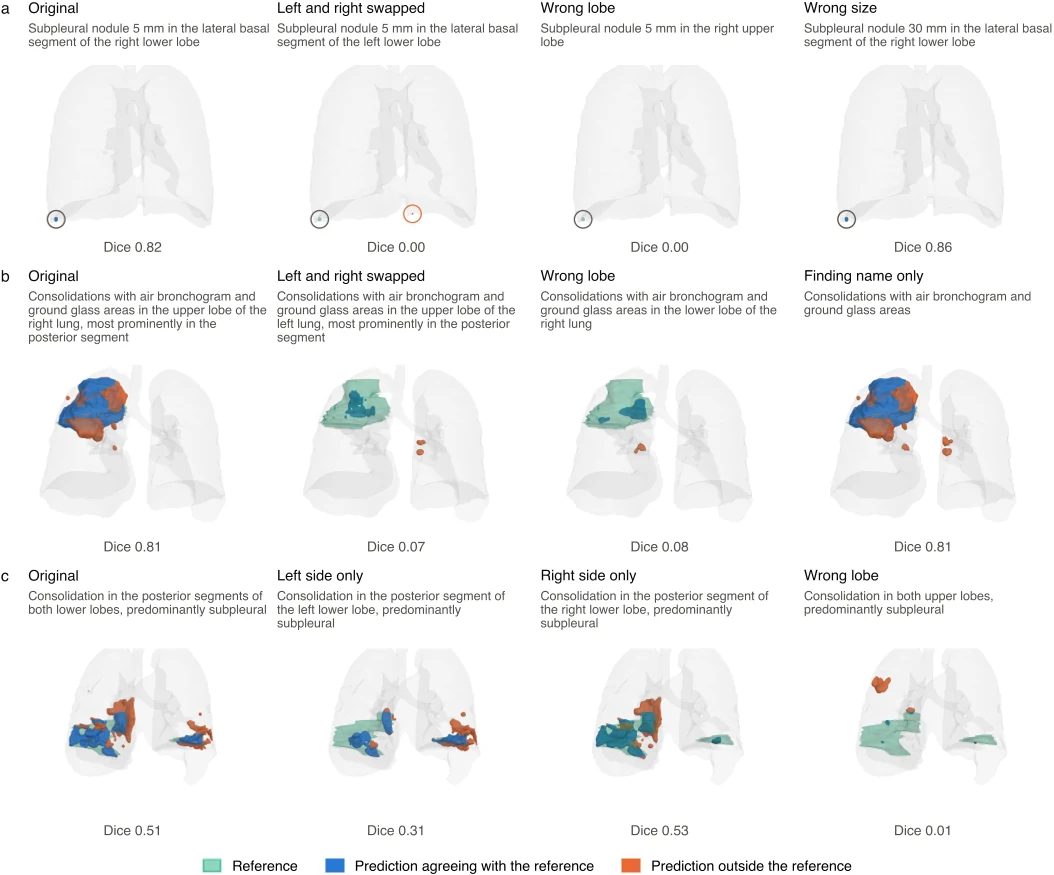 a
Original
Subpleural nodule 5 mm in the lateral basal
segment of the right lower lobe
Left and right swapped
Subpleural nodule 5 mm in the lateral basal
segment of the left lower lobe
Wrong lobe
Subpleural nodule 5 mm in the right upper
lobe
Wrong size
Subpleural nodule 30 mm in the lateral basal
segment of the right lower lobe
Dice 0.82
Dice 0.00
Dice 0.00
Dice 0.86
b
Original
Consolidations with air bronchogram and
ground glass areas in the upper lobe of the
right lung, most prominently in the
posterior segment
Left and right swapped
Consolidations with air bronchogram and
ground glass areas in the upper lobe of the
left lung, most prominently in the posterior
segment
Wrong lobe
Consolidations with air bronchogram and
ground glass areas in the lower lobe of the
right lung
Finding name only
Consolidations with air bronchogram and
ground glass areas
Dice 0.81
Dice 0.07
Dice 0.08
Dice 0.81
c
Original
Consolidation in the posterior segments of
both lower lobes, predominantly subpleural
Left side only
Consolidation in the posterior segment of
the left lower lobe, predominantly
subpleural
Right side only
Consolidation in the posterior segment of
the right lower lobe, predominantly
subpleural
Wrong lobe
Consolidation in both upper lobes,
predominantly subpleural
Dice 0.51
Dice 0.31
Dice 0.53
Dice 0.01
Reference
Prediction agreeing with the reference
Prediction outside the reference